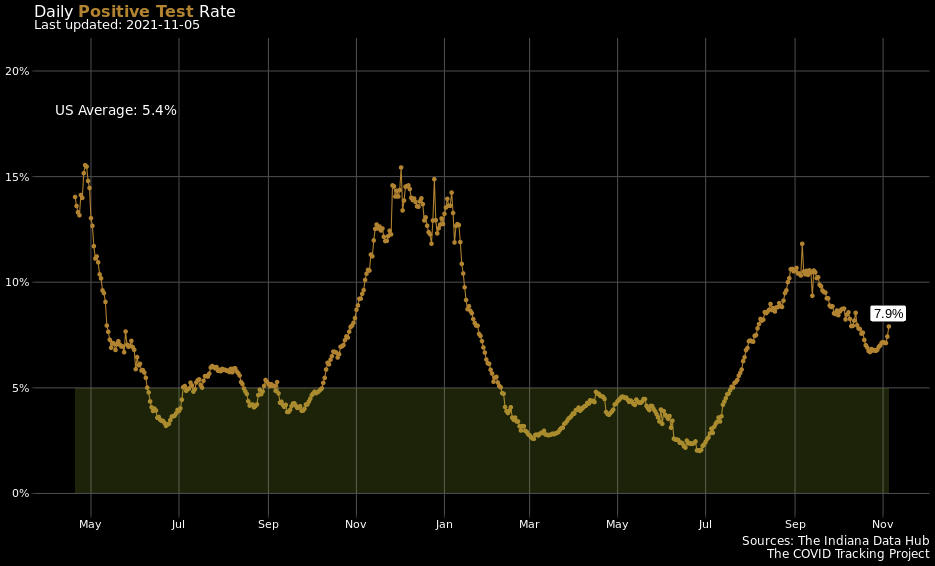 Daily Positive Test Rate
Last updated: 2021-11-05
20%
US Average: 5.4%
15%
10%
7.9%
5%
0%
May Jul Sep Nov Jan Mar May Jul Sep Nov
Sources: The Indiana Data Hub
The COVID Tracking Project